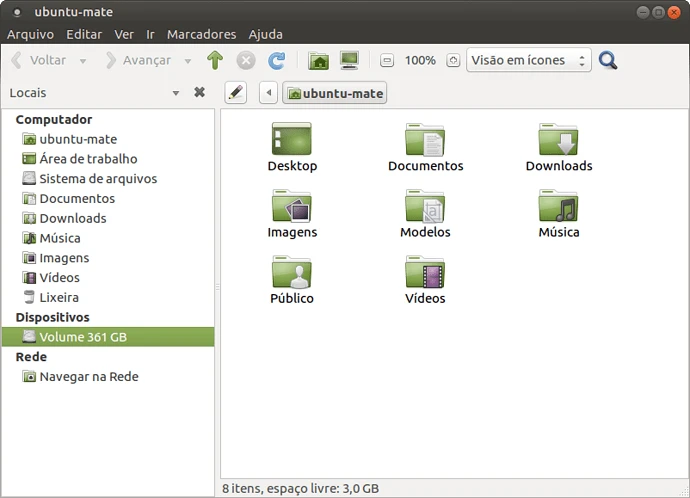 ubuntu-mate
Arquivo Editar Ver Ir Marcadores Ajuda
Voltar Avançar 100% Visão em ícones
Locais
ubuntu-mate
Computador
ubuntu-mate
Área de trabalho
Sistema de arquivos
Documentos
Downloads
Música
Imagens
Vídeos
Lixeira
Dispositivos
Volume 361 GB
Rede
Navegar na Rede
Desktop Documentos Downloads
Imagens Modelos Música
Público Vídeos
8 itens, espaço livre: 3,0 GB